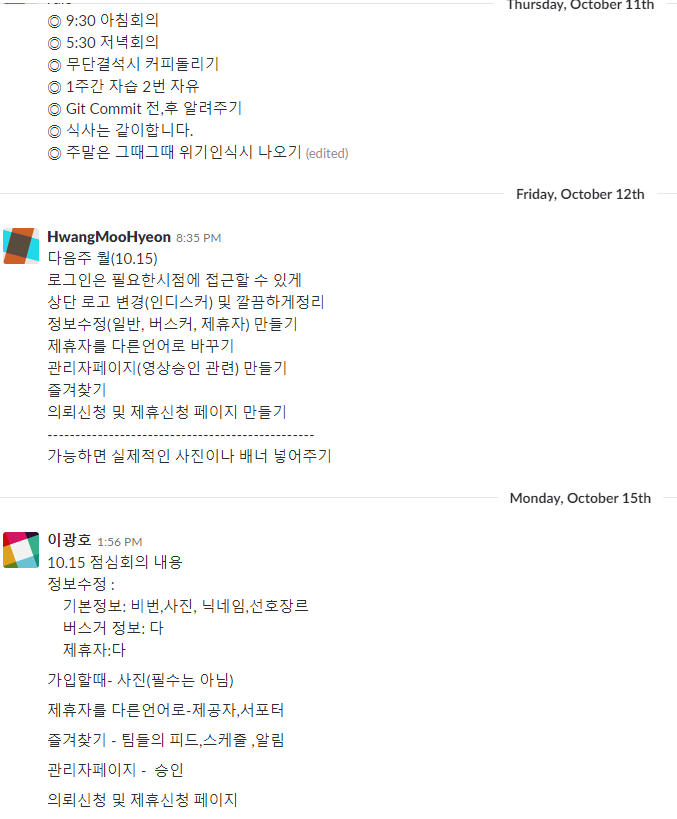 Thursday, October 11th
◎ 9:30 아침회의
◎ 5:30 저녁회의
◎ 무단결석시 커피돌리기
◎ 1주간 자습 2번 자유
◎ Git Commit 전,후 알려주기
◎ 식사는 같이합니다.
◎ 주말은 그때그때 위기인식시 나오기 (edited)
Friday, October 12th
HwangMooHyeon 8:35 PM
다음주 월(10.15)
로그인은 필요한시점에 접근할 수 있게
상단 로고 변경(인디스커) 및 깔끔하게정리
정보수정(일반, 버스커, 제휴자) 만들기
제휴자를 다른언어로 바꾸기
관리자페이지(영상승인 관련) 만들기
즐겨찾기
의뢰신청 및 제휴신청 페이지 만들기
------------------------------------------------
가능하면 실제적인 사진이나 배너 넣어주기
Monday, October 15th
이광호 1:56 PM
10.15 점심회의 내용
정보수정 :
기본정보: 비번,사진, 닉네임,선호장르
버스거 정보: 다
제휴자:다
가입할때- 사진(필수는 아님)
제휴자를 다른언어로-제공자,서포터
즐겨찾기 - 팀들의 피드,스케줄 ,알림
관리자페이지 - 승인
의뢰신청 및 제휴신청 페이지